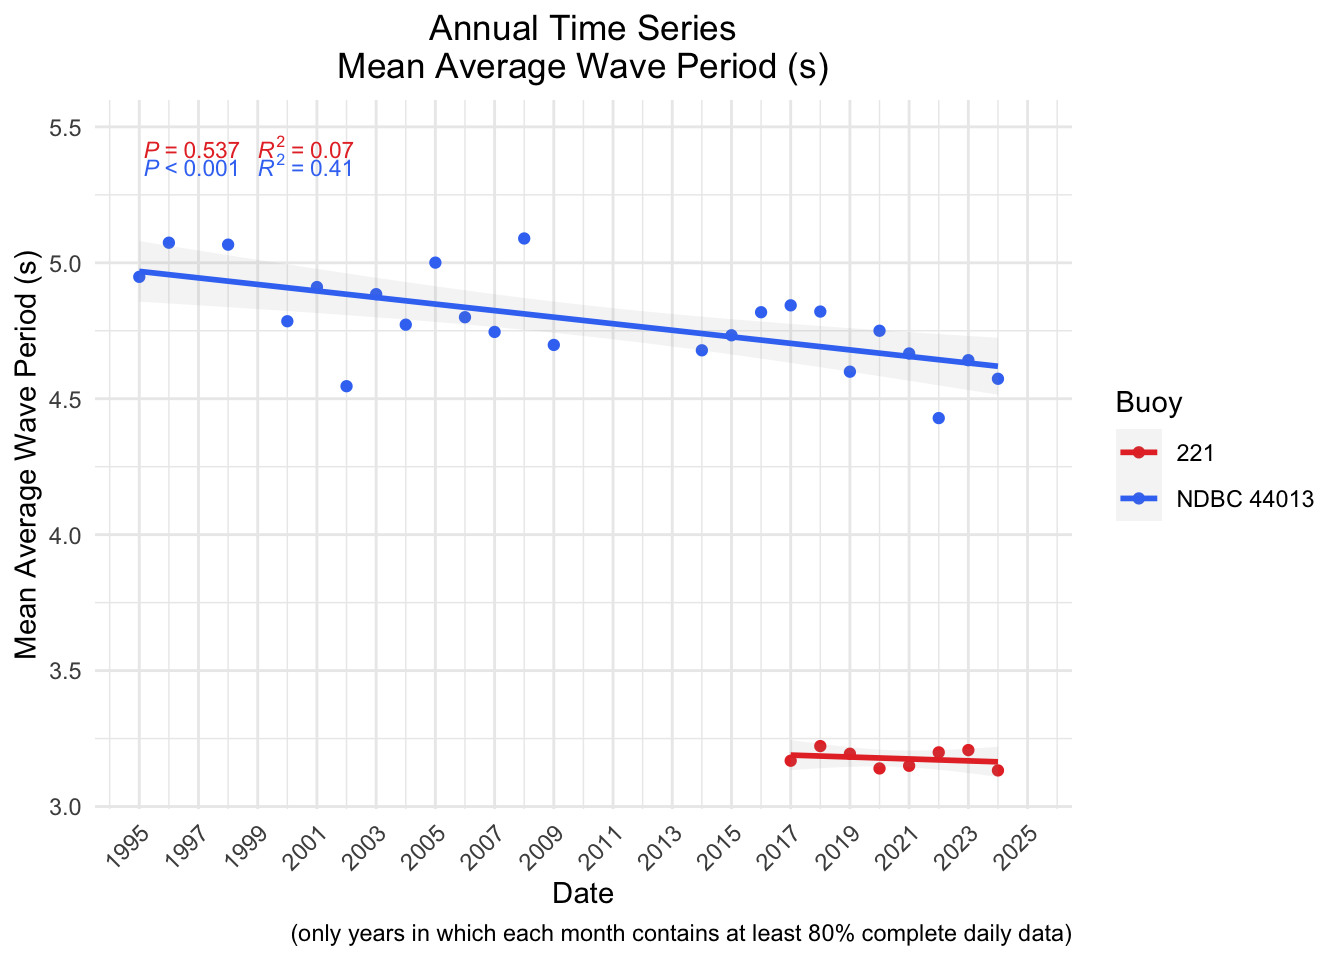 Annual Time Series
Mean Average Wave Period (s)
P = 0.537 R² = 0.07
P < 0.001 R² = 0.41
Mean Average Wave Period (s)
5.5
5.0
4.5
4.0
3.5
3.0
1995 1997 1999 2001 2003 2005 2007 2009 2011 2013 2015 2017 2019 2021 2023 2025
Date
(only years in which each month contains at least 80% complete daily data)
Buoy
221
NDBC 44013